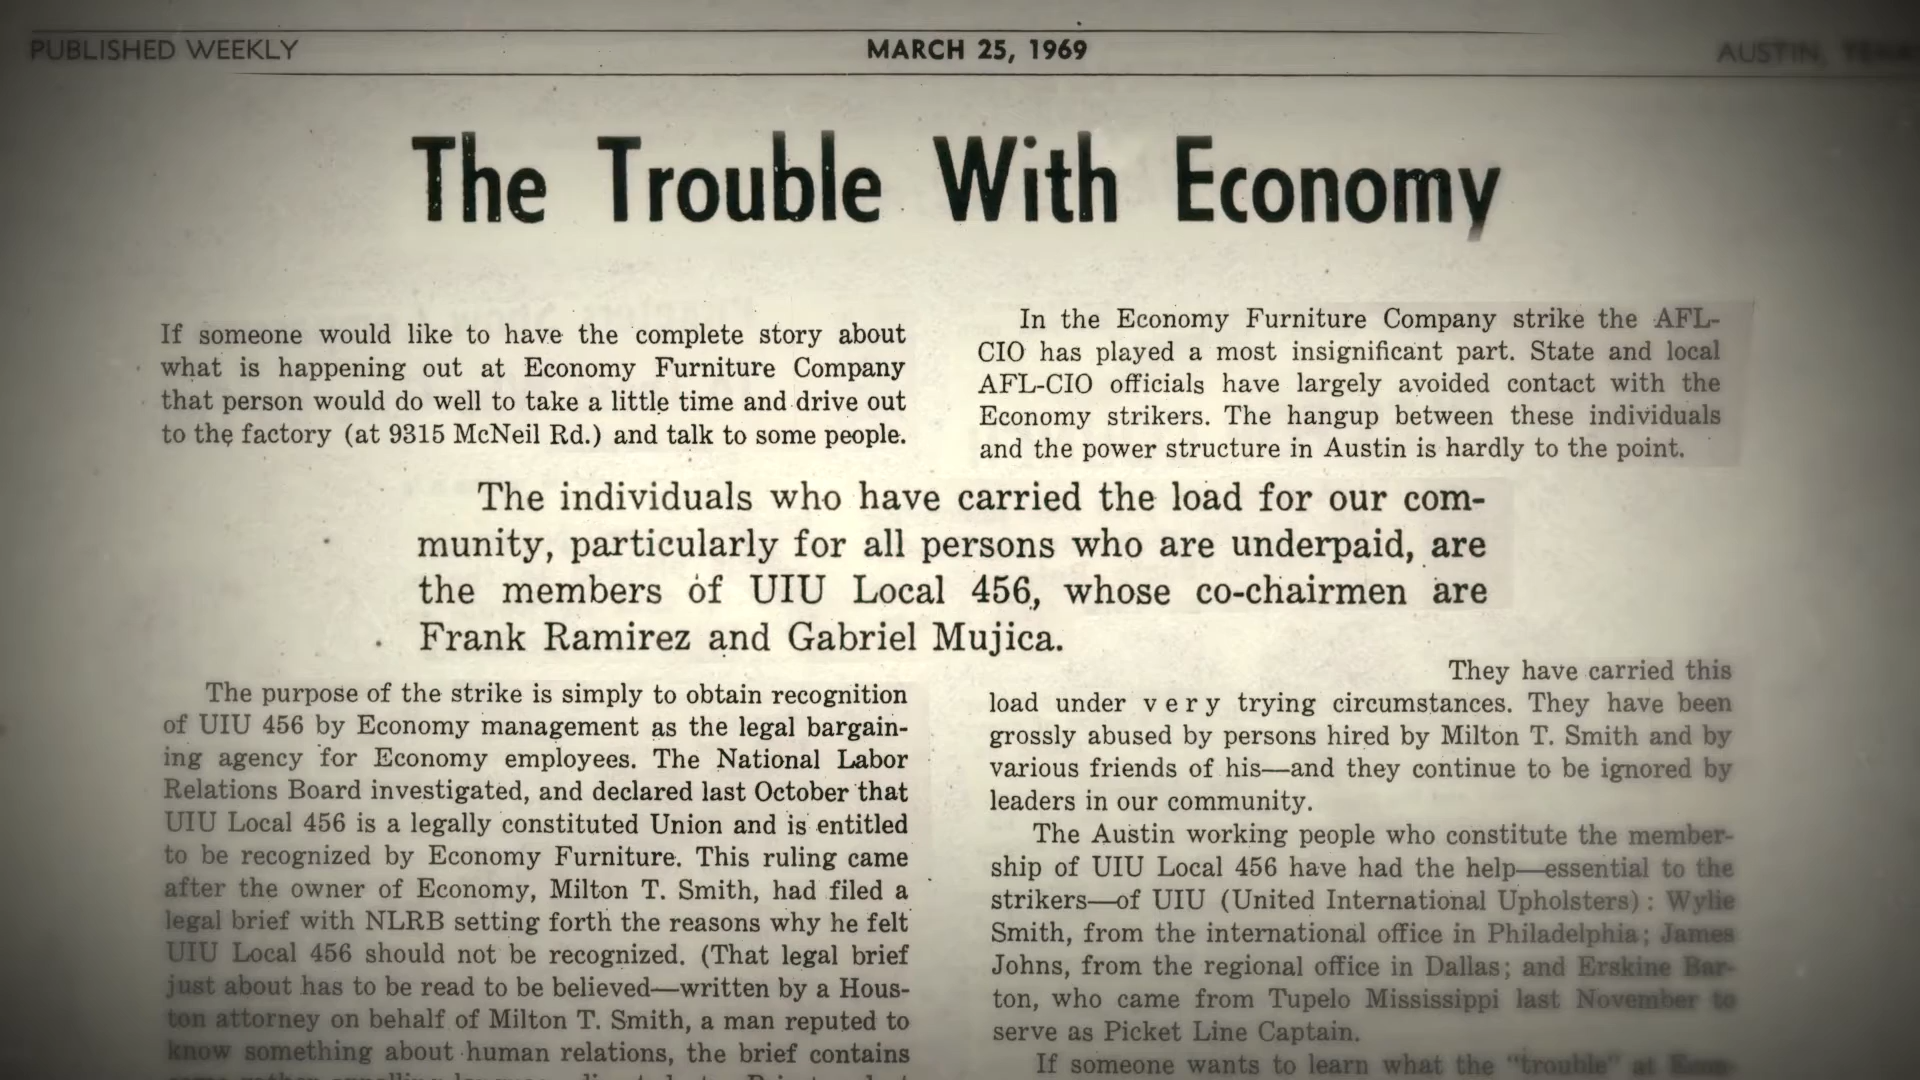 PUBLISHED WEEKLY
MARCH 25, 1969
AUSTIN,
The Trouble With Economy
If someone would like to have the complete story about
what is happening out at Economy Furniture Company
that person would do well to take a little time and drive out
to the factory (at 9315 McNeil Rd.) and talk to some people.
In the Economy Furniture Company strike the AFL-
CIO has played a most insignificant part. State and local
AFL-CIO officials have largely avoided contact with the
Economy strikers. The hangup between these individuals
and the power structure in Austin is hardly to the point.
The individuals who have carried the load for our com-
munity, particularly for all persons who are underpaid, are
the members of UIU Local 456, whose co-chairmen are
Frank Ramirez and Gabriel Mujica.
The purpose of the strike is simply to obtain recognition
of UIU 456 by Economy management as the legal bargain-
ing agency for Economy employees. The National Labor
Relations Board investigated, and declared last October that
UIU Local 456 is a legally constituted Union and is entitled
to be recognized by Economy Furniture. This ruling came
after the owner of Economy, Milton T. Smith, had filed a
legal brief with NLRB setting forth the reasons why he felt
UIU Local 456 should not be recognized. (That legal brief
just about has to be read to be believed—written by a Hous-
ton attorney on behalf of Milton T. Smith, a man reputed to
know something about human relations, the brief contains
They have carried this
load under v e r y trying circumstances. They have been
grossly abused by persons hired by Milton T. Smith and by
various friends of his—and they continue to be ignored by
leaders in our community.
The Austin working people who constitute the member-
ship of UIU Local 456 have had the help—essential to the
strikers—of UIU (United International Upholsters): Wylie
Smith, from the international office in Philadelphia; James
Johns, from the regional office in Dallas; and Erskine Bar-
ton, who came from Tupelo Mississippi last November to
serve as Picket Line Captain.
If someone wants to learn what the "trouble" at